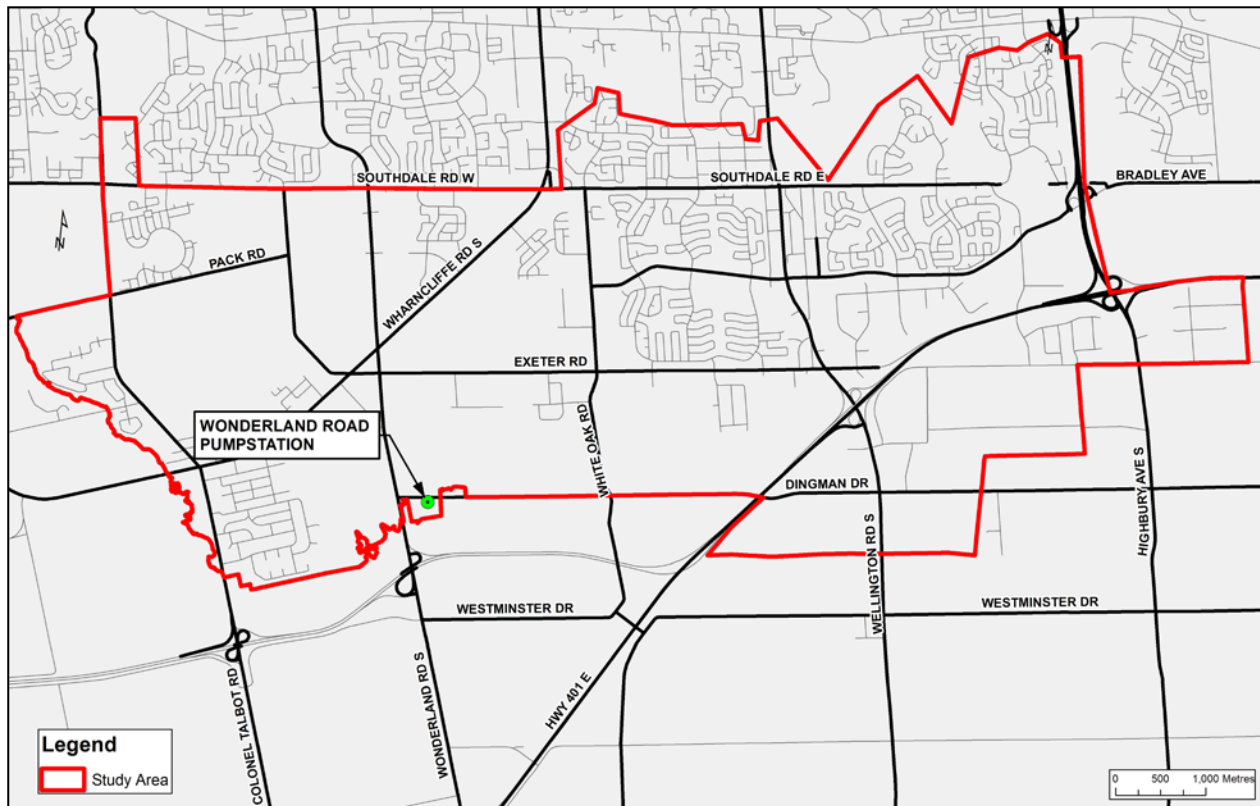 N
SOUTHDALE RD W
SOUTHDALE RD E
BRADLEY AVE
N
PACK RD
WHARNCLIFFE RD S
EXETER RD
WONDERLAND ROAD
PUMPSTATION
WHITE OAK RD
DINGMAN DR
HIGHBURY AVE S
WELLINGTON RD S
WESTMINSTER DR
WESTMINSTER DR
HWY 401 E
COLONEL TALBOT RD
WONDERLAND RD S
Legend
Study Area
0 500 1,000 Metres